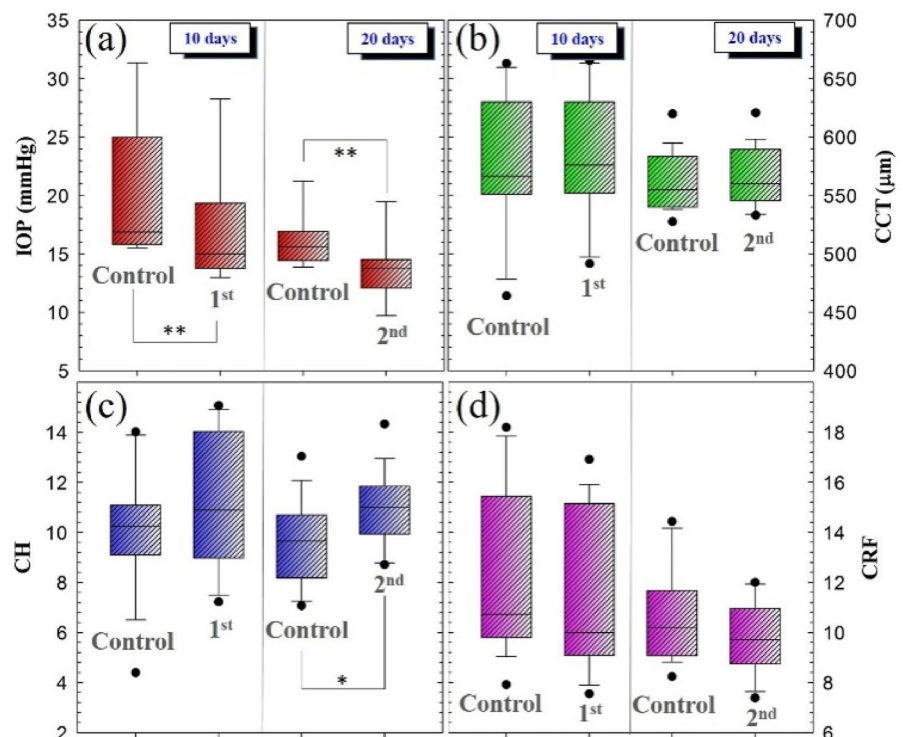 (a)
10 days
20 days
35
30
25
20
15
10
5
IOP (mmHg)
Control
1st
**
Control
2nd
**
(b)
10 days
20 days
700
650
600
550
500
450
400
CCT (μm)
Control
1st
Control
2nd
(c)
14
12
10
8
6
4
2
CH
Control
1st
Control
2nd
*
(d)
18
16
14
12
10
8
6
CRF
Control
1st
Control
2nd